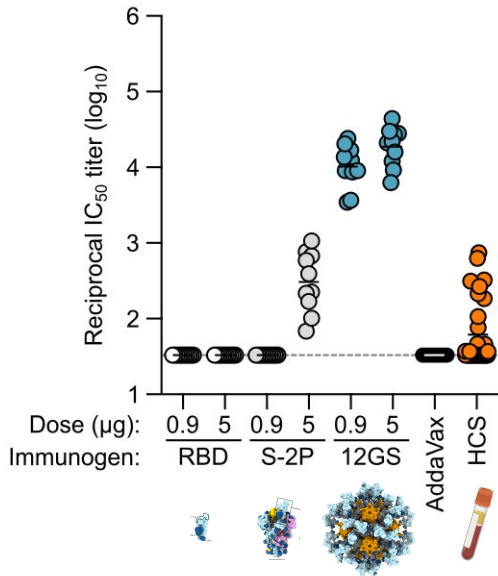 Reciprocal IC50 titer (log10)
6
5
4
3
2
1
Dose (µg): 0.9 5 0.9 5 0.9 5
Immunogen: RBD S-2P 12GS AddaVax HCS